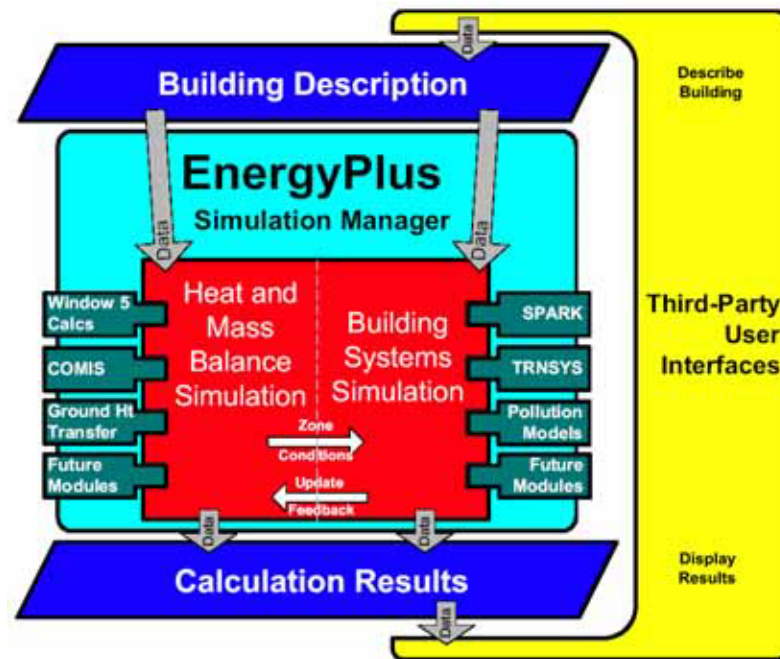 Data
Building Description
Describe
Building
EnergyPlus
Simulation Manager
Data
Data
Heat and
Mass
Balance
Simulation
Building
Systems
Simulation
Window 5
Calcs
COMIS
Ground Ht
Transfer
Future
Modules
SPARK
TRNSYS
Pollution
Models
Future
Modules
Zone
Conditions
Update
Feedback
Third-Party
User
Interfaces
Data
Data
Calculation Results
Display
Results
Data